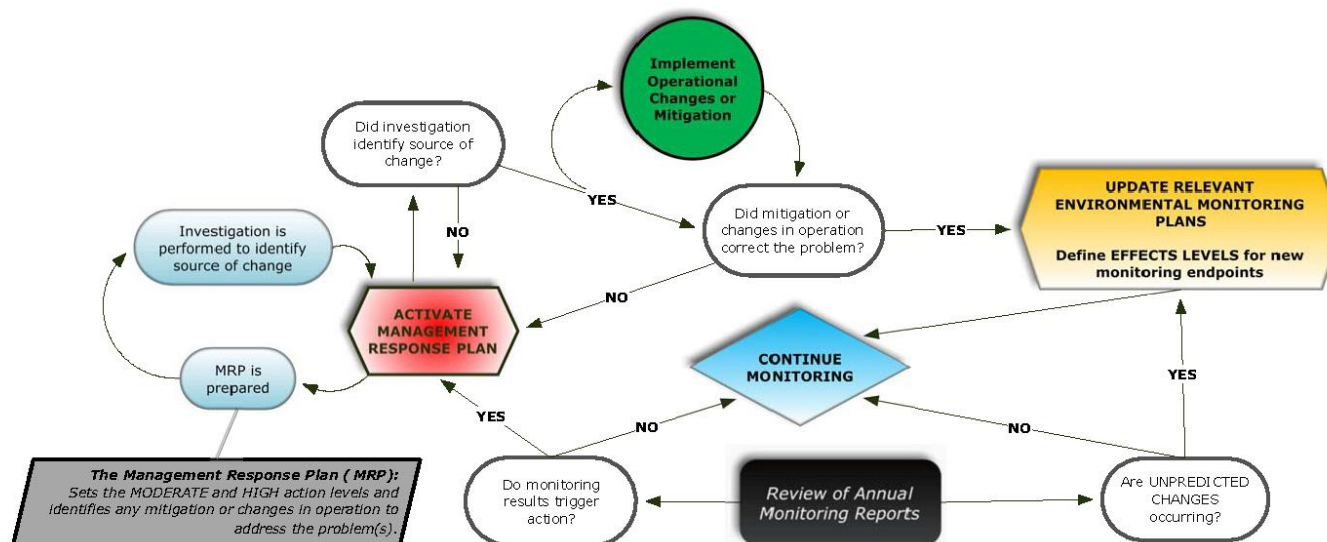 Implement
Operational
Changes or
Mitigation
Did investigation
identify source of
change?
YES
NO
Did mitigation or
changes in operation
correct the problem?
YES
NO
UPDATE RELEVANT
ENVIRONMENTAL MONITORING
PLANS
Define EFFECTS LEVELS for new
monitoring endpoints
Investigation is
performed to identify
source of change
ACTIVATE
MANAGEMENT
RESPONSE PLAN
MRP is
prepared
CONTINUE
MONITORING
YES
NO
NO
YES
The Management Response Plan ( MRP):
Sets the MODERATE and HIGH action levels and
identifies any mitigation or changes in operation to
address the problem(s).
Do monitoring
results trigger
action?
Review of Annual
Monitoring Reports
Are UNPREDICTED
CHANGES
occurring?